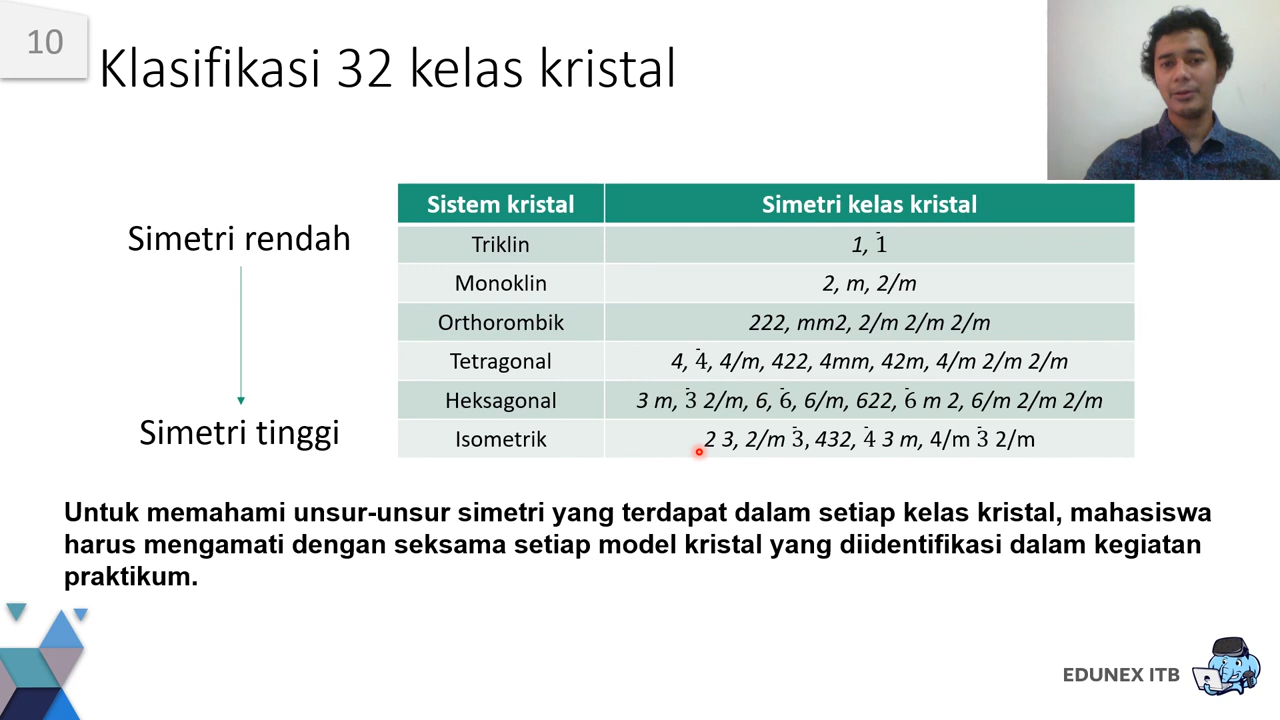 10
Klasifikasi 32 kelas kristal
Simetri rendah
Simetri tinggi
Sistem kristal	Simetri kelas kristal
Triklin	1, 1̄
Monoklin	2, m, 2/m
Orthorombik	222, mm2, 2/m 2/m 2/m
Tetragonal	4, 4̄, 4/m, 422, 4mm, 42m, 4/m 2/m 2/m
Heksagonal	3 m, 3̄ 2/m, 6, 6̄, 6/m, 622, 6̄ m 2, 6/m 2/m 2/m
Isometrik	2 3, 2/m 3̄, 432, 4̄ 3 m, 4/m 3̄ 2/m
Untuk memahami unsur-unsur simetri yang terdapat dalam setiap kelas kristal, mahasiswa
harus mengamati dengan seksama setiap model kristal yang diidentifikasi dalam kegiatan
praktikum.
EDUNEX ITB